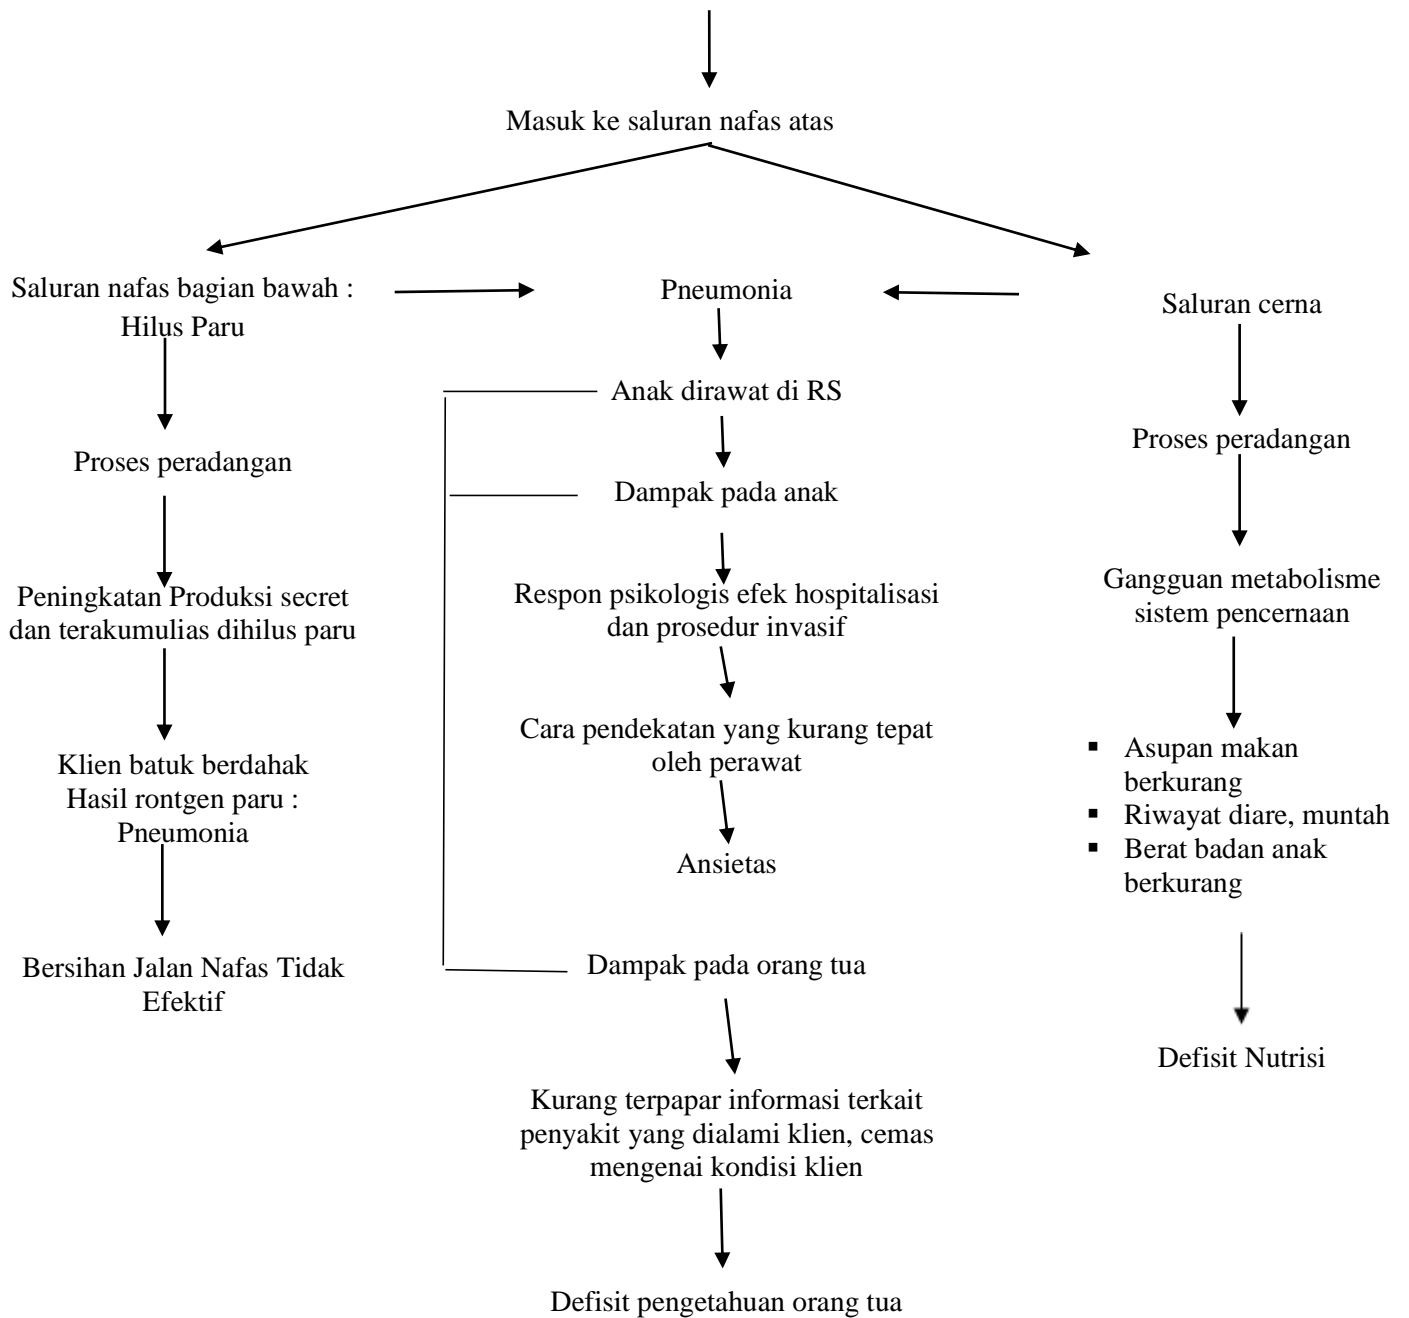 Masuk ke saluran nafas atas
Saluran nafas bagian bawah :
Hilus Paru
Proses peradangan
Peningkatan Produksi secret
dan terakumulias dihilus paru
Klien batuk berdahak
Hasil rontgen paru :
Pneumonia
Bersihan Jalan Nafas Tidak
Efektif
Pneumonia
Anak dirawat di RS
Dampak pada anak
Respon psikologis efek hospitalisasi
dan prosedur invasif
Cara pendekatan yang kurang tepat
oleh perawat
Ansietas
Dampak pada orang tua
Kurang terpapar informasi terkait
penyakit yang dialami klien, cemas
mengenai kondisi klien
Defisit pengetahuan orang tua
Saluran cerna
Proses peradangan
Gangguan metabolisme
sistem pencernaan
▪ Asupan makan
berkurang
▪ Riwayat diare, muntah
▪ Berat badan anak
berkurang
Defisit Nutrisi